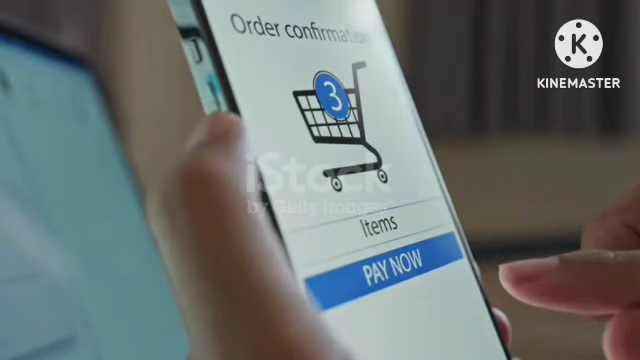 Order confirmation
3
Items
PAY NOW
K
KINEMASTER
iStock
by Getty Images